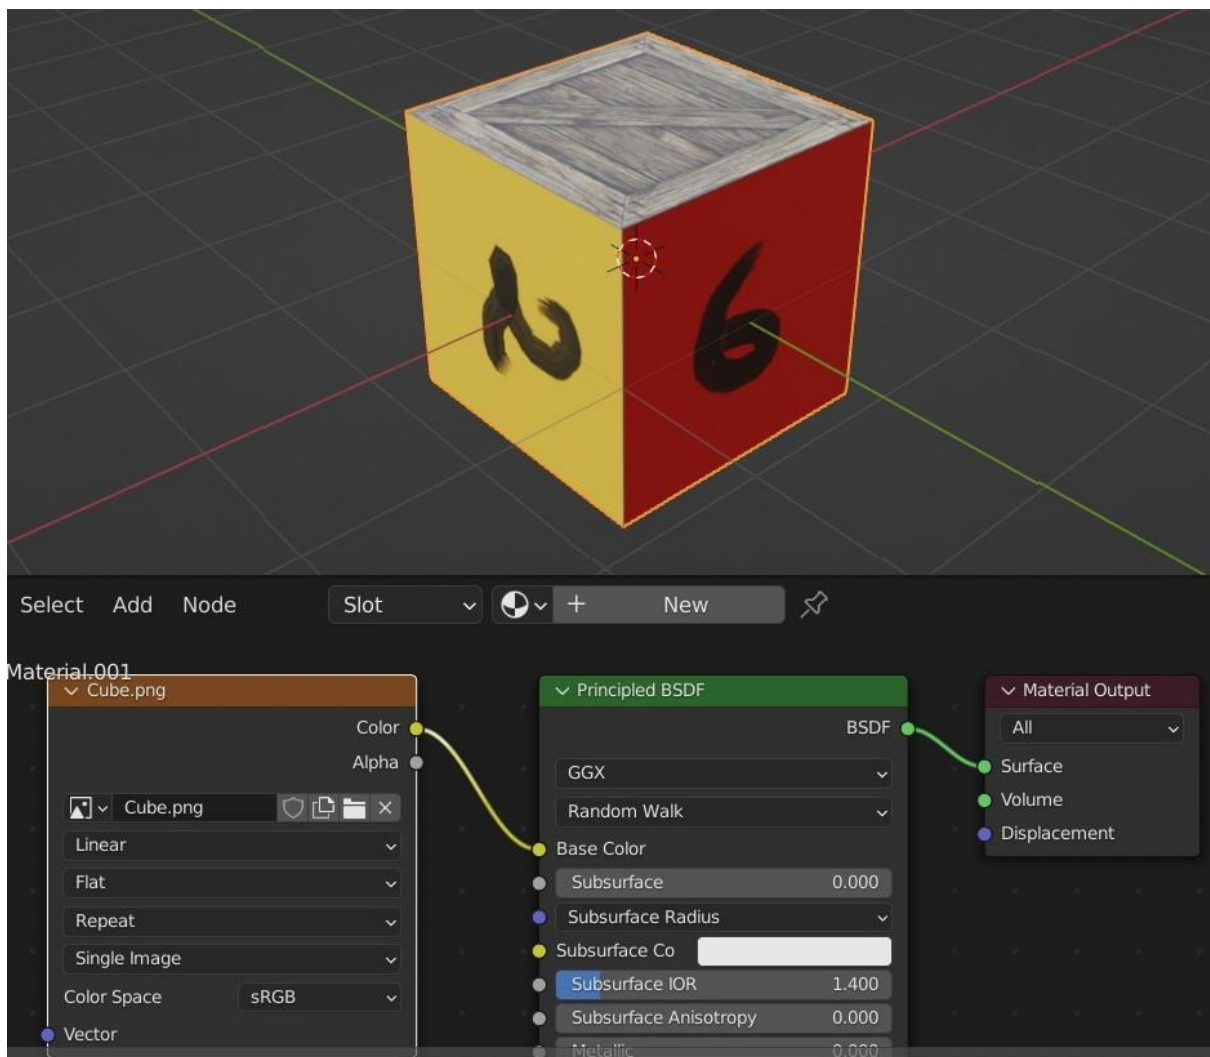 2
6
Select Add Node Slot New
Material.001
Cube.png
Color
Alpha
Cube.png
Linear
Flat
Repeat
Single Image
Color Space sRGB
Vector
Principled BSDF
BSDF
GGX
Random Walk
Base Color
Subsurface 0.000
Subsurface Radius
Subsurface Co
Subsurface IOR 1.400
Subsurface Anisotropy 0.000
Metallic 0.000
Material Output
All
Surface
Volume
Displacement